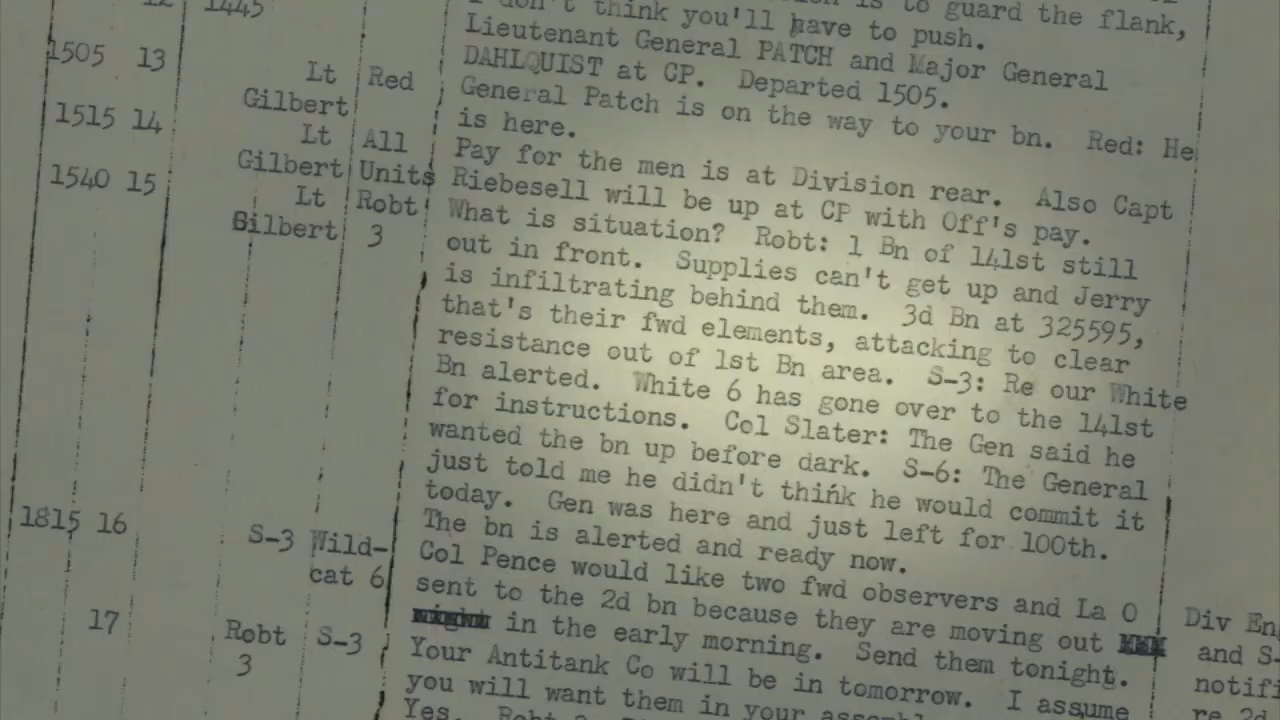 1445
is to guard the flank,
don't think you'll have to push.
1505 13 Lt Gilbert Red Lieutenant General PATCH and Major General
DAHLQUIST at CP. Departed 1505.
1515 14 Lt Gilbert All Units General Patch is on the way to your bn. Red: He
is here.
1540 15 Lt Gilbert Robt 3 Pay for the men is at Division rear. Also Capt
Riebesell will be up at CP with Off's pay.
What is situation? Robt: 1 Bn of 141st still
out in front. Supplies can't get up and Jerry
is infiltrating behind them. 3d Bn at 325595,
that's their fwd elements, attacking to clear
resistance out of 1st Bn area. S-3: Re our White
Bn alerted. White 6 has gone over to the 141st
for instructions. Col Slater: The Gen said he
wanted the bn up before dark. S-6: The General
just told me he didn't think he would commit it
today. Gen was here and just left for 100th.
The bn is alerted and ready now.
1815 16 S-3 Wild-
cat 6 Col Pence would like two fwd observers and La O
sent to the 2d bn because they are moving out
in the early morning. Send them tonight.
17 Robt 3 S-3 Your Antitank Co will be in tomorrow. I assume
you will want them in your
Yes.
Div
and S-
notifi
re 2d